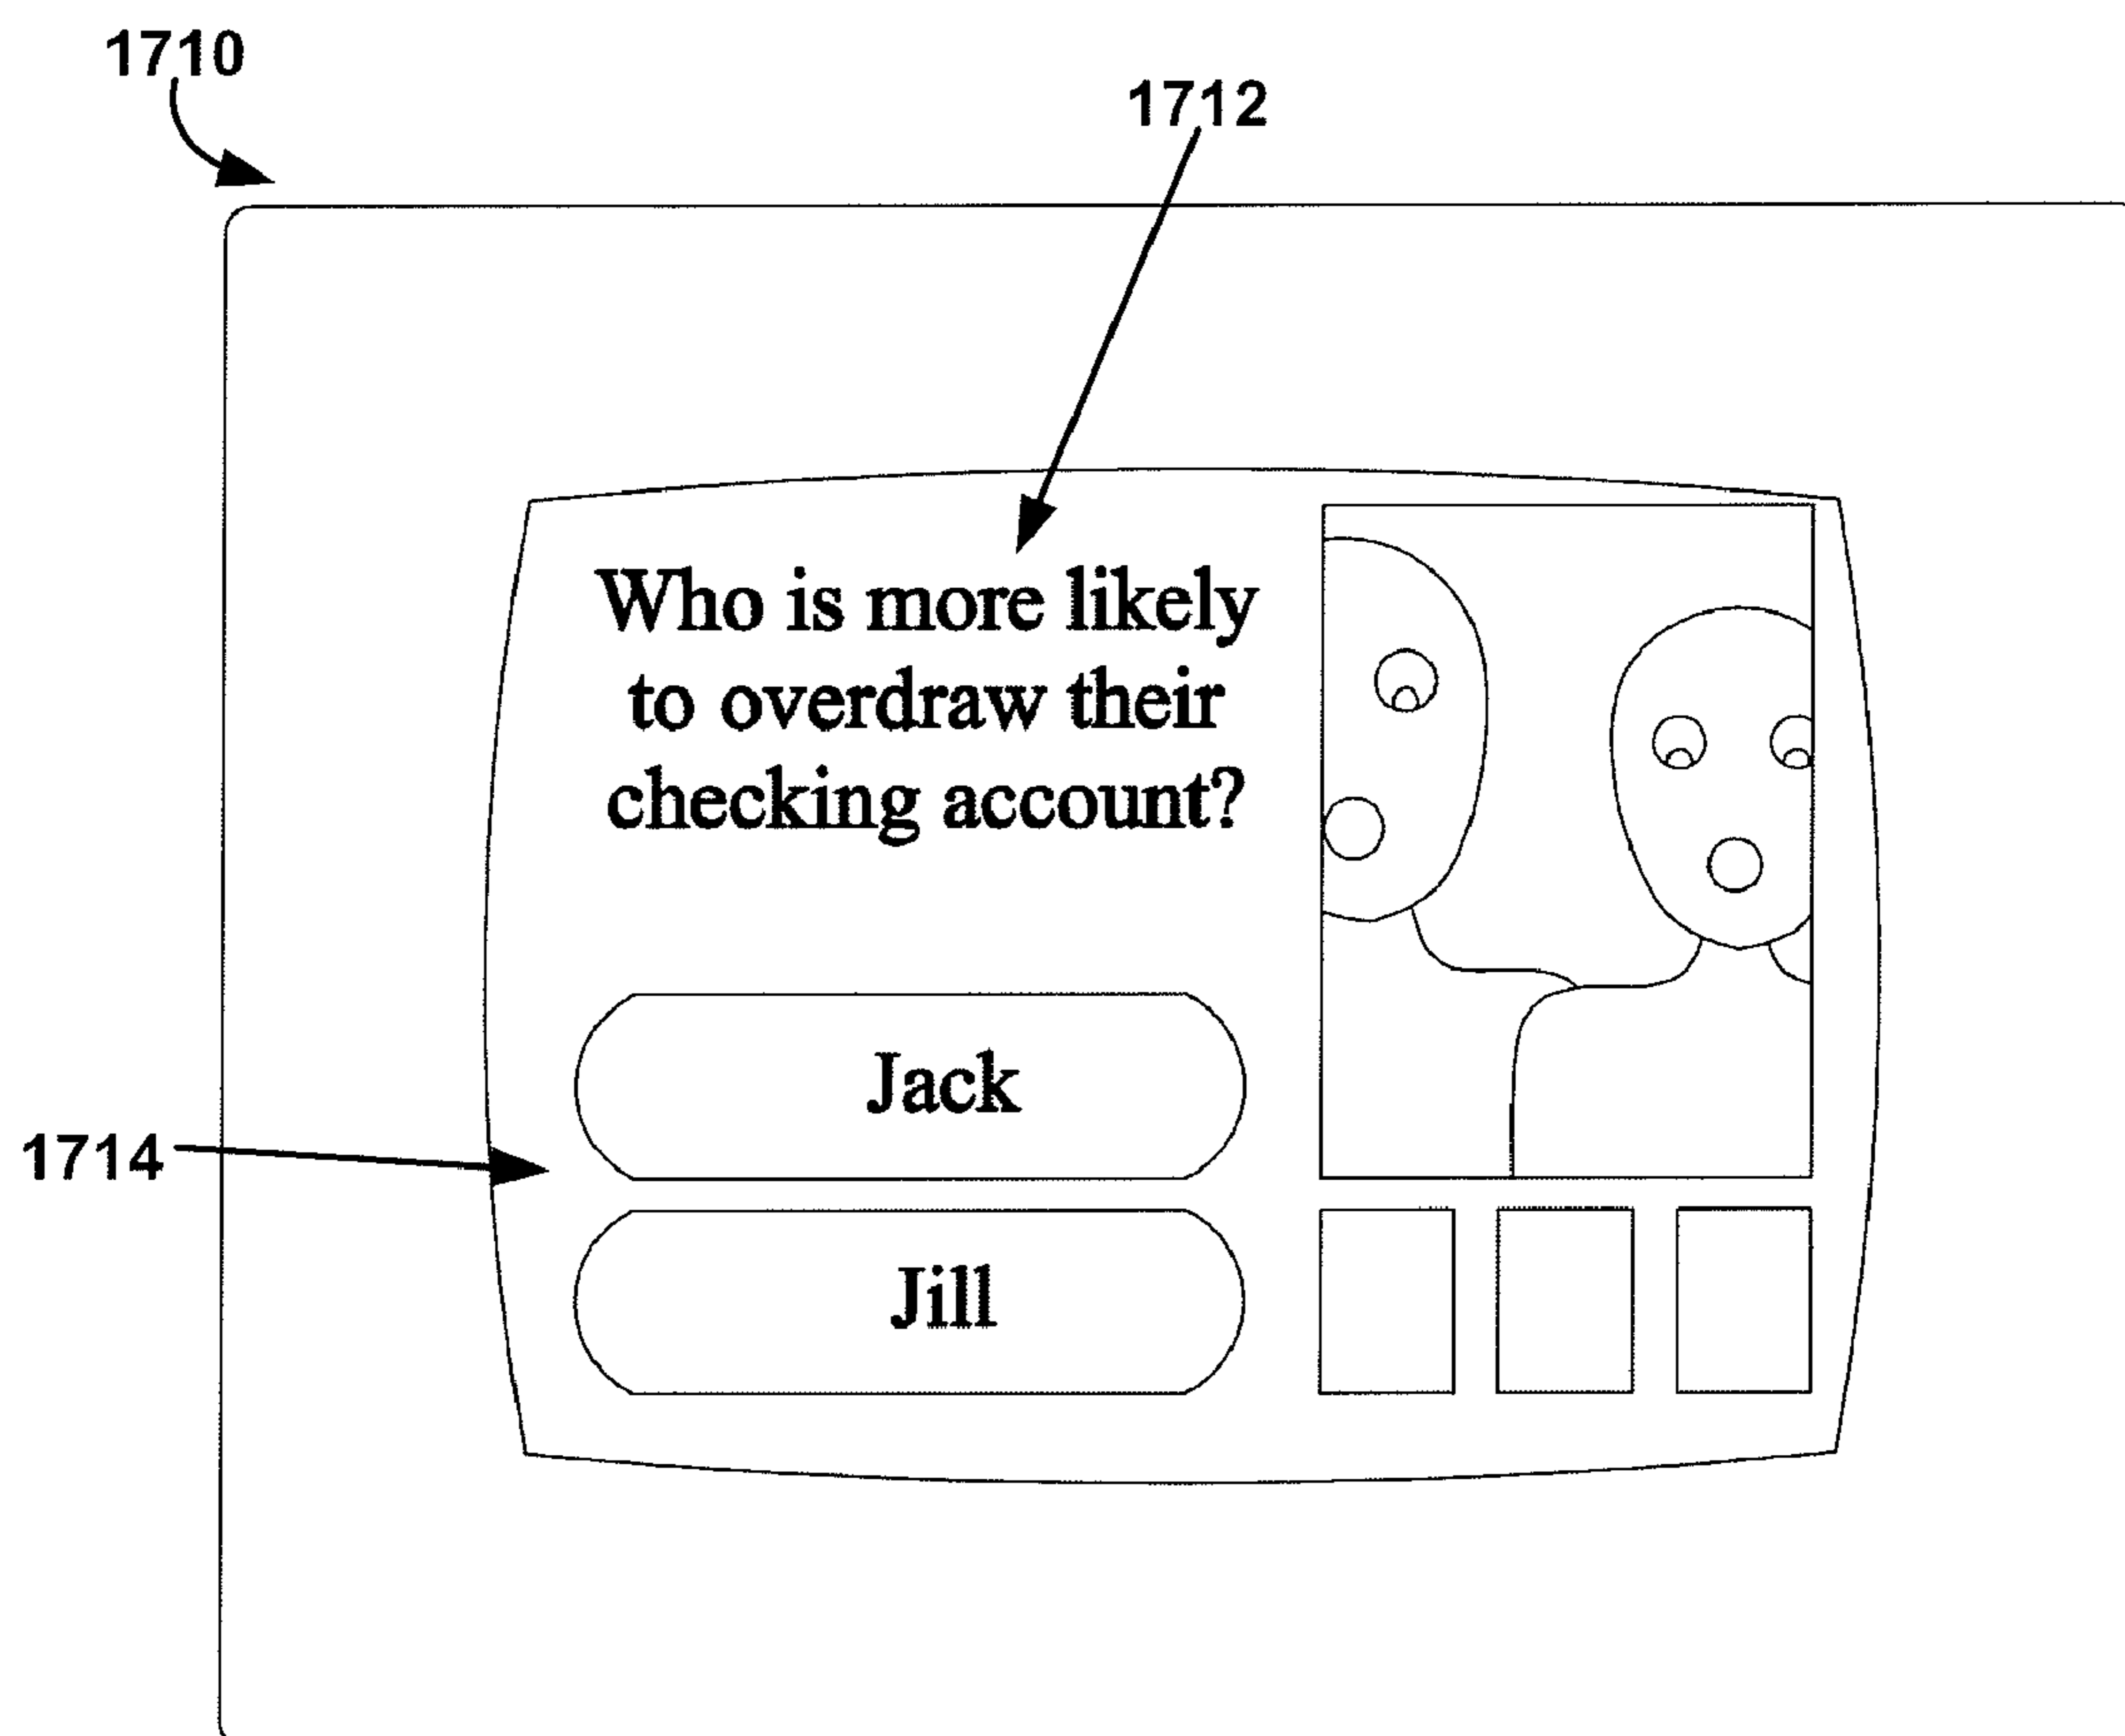 1710
1712
Who is more likely
to overdraw their
checking account?
Jack
1714
Jill